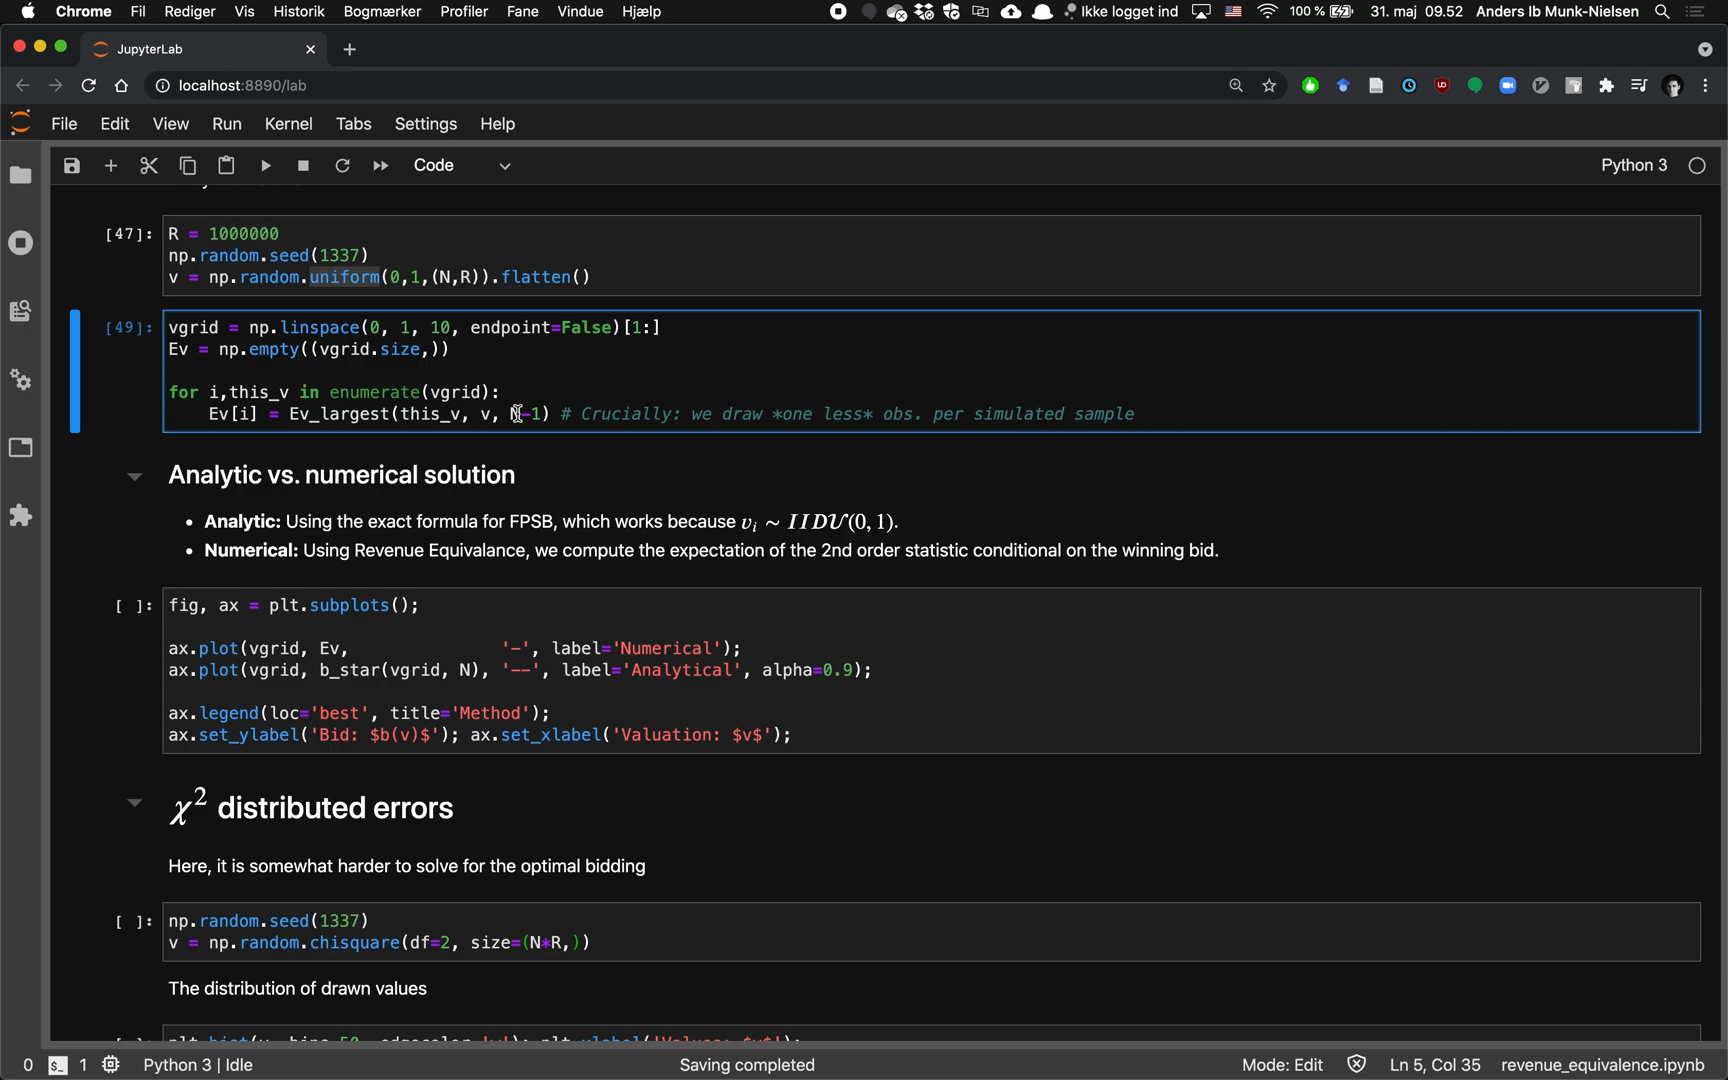 Chrome Fil Rediger Vis Historik Bogmærker Profiler Fane Vindue Hjælp Ikke logget ind 100 % 31. maj 09.52 Anders Ib Munk-Nielsen
JupyterLab
localhost:8890/lab
File Edit View Run Kernel Tabs Settings Help
Code Python 3
[47]: R = 1000000
np.random.seed(1337)
v = np.random.uniform(0,1,(N,R)).flatten()
[49]: vgrid = np.linspace(0, 1, 10, endpoint=False)[1:]
Ev = np.empty((vgrid.size,))
for i,this_v in enumerate(vgrid):
Ev[i] = Ev_largest(this_v, v, N-1) # Crucially: we draw *one less* obs. per simulated sample
Analytic vs. numerical solution
• Analytic: Using the exact formula for FPSB, which works because v_i ∼ IIDU(0, 1).
• Numerical: Using Revenue Equivalance, we compute the expectation of the 2nd order statistic conditional on the winning bid.
[ ]: fig, ax = plt.subplots();
ax.plot(vgrid, Ev, '-', label='Numerical');
ax.plot(vgrid, b_star(vgrid, N), '--', label='Analytical', alpha=0.9);
ax.legend(loc='best', title='Method');
ax.set_ylabel('Bid: $b(v)$'); ax.set_xlabel('Valuation: $v$');
χ² distributed errors
Here, it is somewhat harder to solve for the optimal bidding
[ ]: np.random.seed(1337)
v = np.random.chisquare(df=2, size=(N*R,))
The distribution of drawn values
0 1 Python 3 | Idle Saving completed Mode: Edit Ln 5, Col 35 revenue_equivalence.ipynb